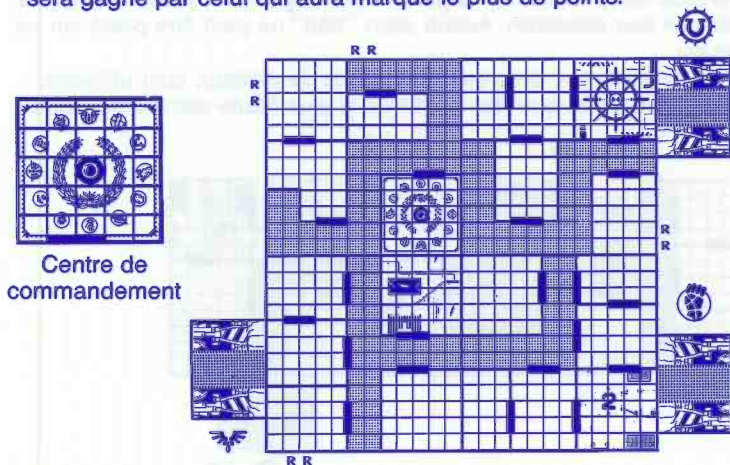 sera gagné par celui qui aura marqué le plus de points.
R R
R
R
Centre de
commandement
R
R
2
R R